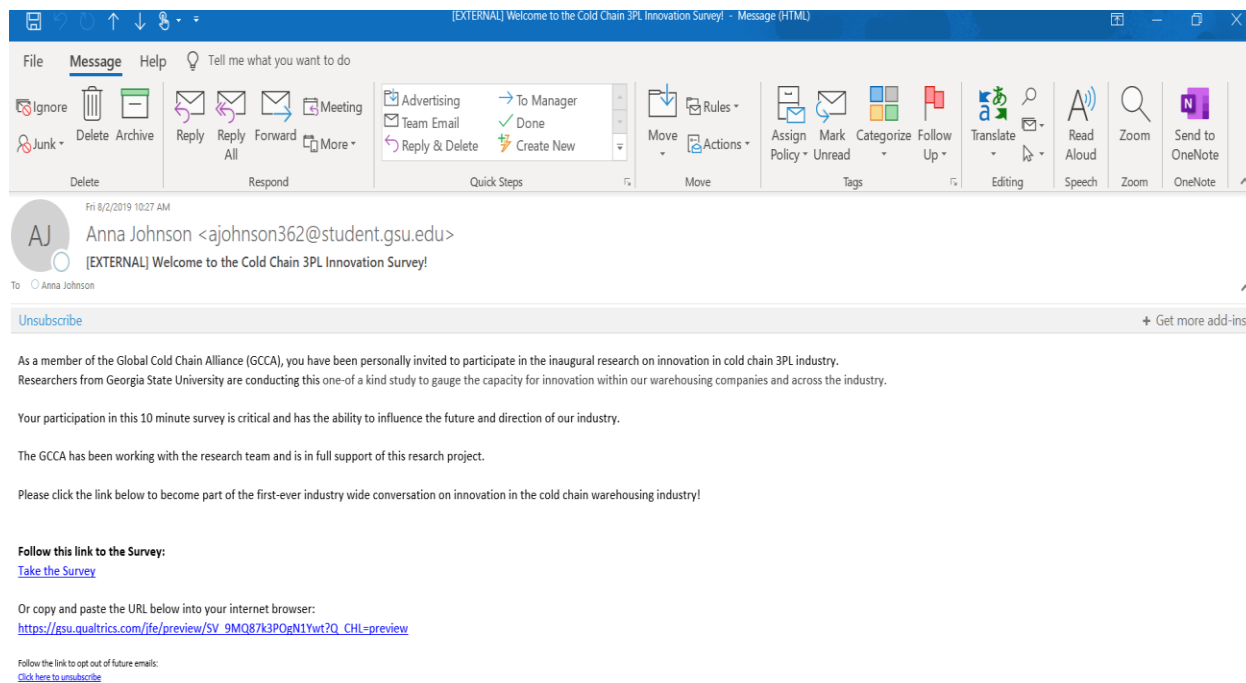 [EXTERNAL] Welcome to the Cold Chain 3PL Innovation Survey! - Message (HTML)
File Message Help Tell me what you want to do
Ignore
Junk
Delete Archive
Reply Reply All Forward
Meeting
More
Advertising
Team Email
Reply & Delete
To Manager
Done
Create New
Move
Rules
Actions
Assign Policy
Mark Unread
Categorize
Follow Up
Translate
Read Aloud
Zoom
Send to OneNote
Delete Respond Quick Steps Move Tags Editing Speech Zoom OneNote
Fri 8/2/2019 10:27 AM
AJ
Anna Johnson <ajohnson362@student.gsu.edu>
[EXTERNAL] Welcome to the Cold Chain 3PL Innovation Survey!
To Anna Johnson
Unsubscribe + Get more add-ins
As a member of the Global Cold Chain Alliance (GCCA), you have been personally invited to participate in the inaugural research on innovation in cold chain 3PL industry.
Researchers from Georgia State University are conducting this one-of a kind study to gauge the capacity for innovation within our warehousing companies and across the industry.
Your participation in this 10 minute survey is critical and has the ability to influence the future and direction of our industry.
The GCCA has been working with the research team and is in full support of this resarch project.
Please click the link below to become part of the first-ever industry wide conversation on innovation in the cold chain warehousing industry!
Follow this link to the Survey:
Take the Survey
Or copy and paste the URL below into your internet browser:
https://gsu.qualtrics.com/jfe/preview/SV_9MQ87k3POgN1Ywt?Q_CHL=preview
Follow the link to opt out of future emails:
Click here to unsubscribe